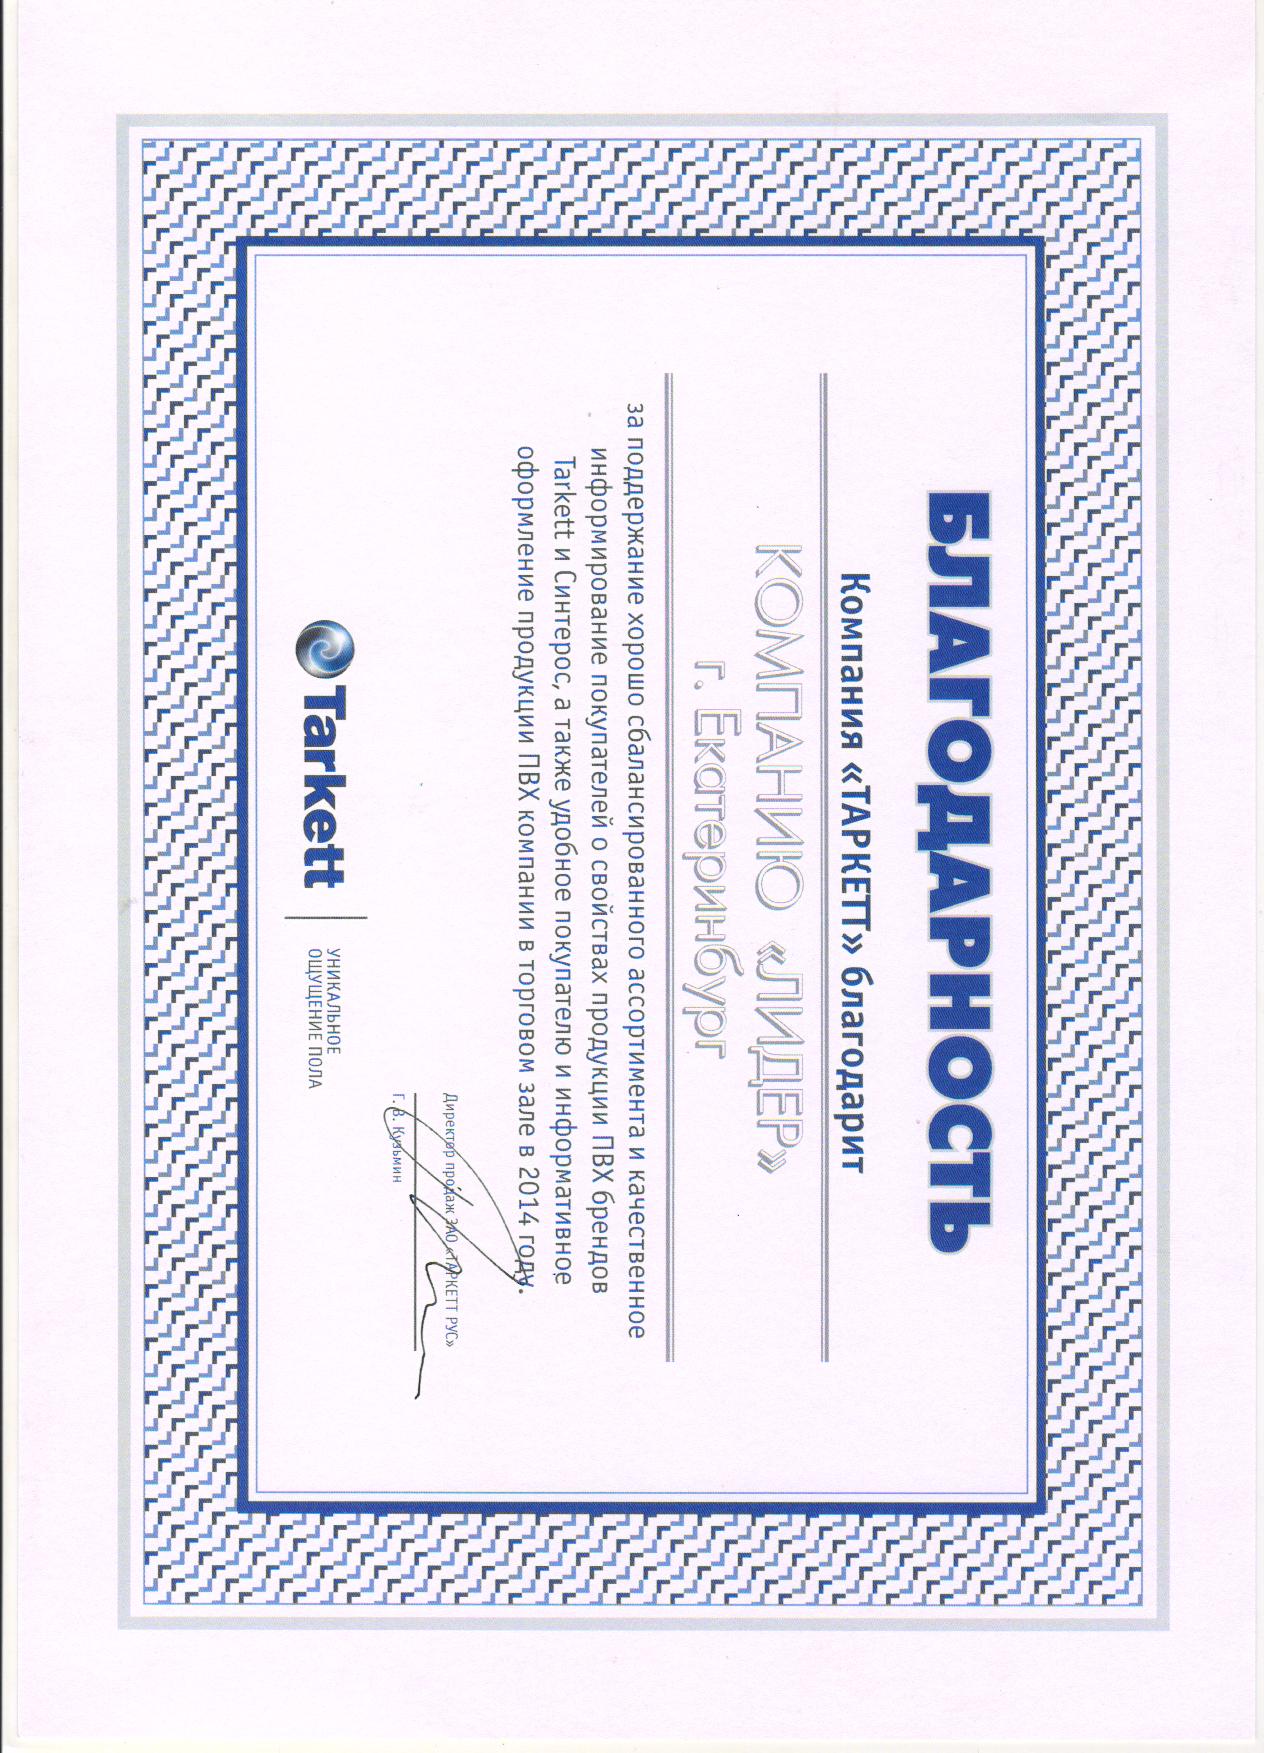 БЛАГОДАРНОСТЬ
Компания «ТАРКЕТТ» благодарит
КОМПАНИЮ «ЛИДЕР»
г. Екатеринбург
за поддержание хорошо сбалансированного ассортимента и качественное
информирование покупателей о свойствах продукции ПВХ брендов
Tarkett и Синтерос, а также удобное покупателю и информативное
оформление продукции ПВХ компании в торговом зале в 2014 году.
Директор продаж ЗАО «ТАРКЕТТ РУС»
Г. В. Кузьмин
Tarkett
УНИКАЛЬНОЕ
ОЩУЩЕНИЕ ПОЛА